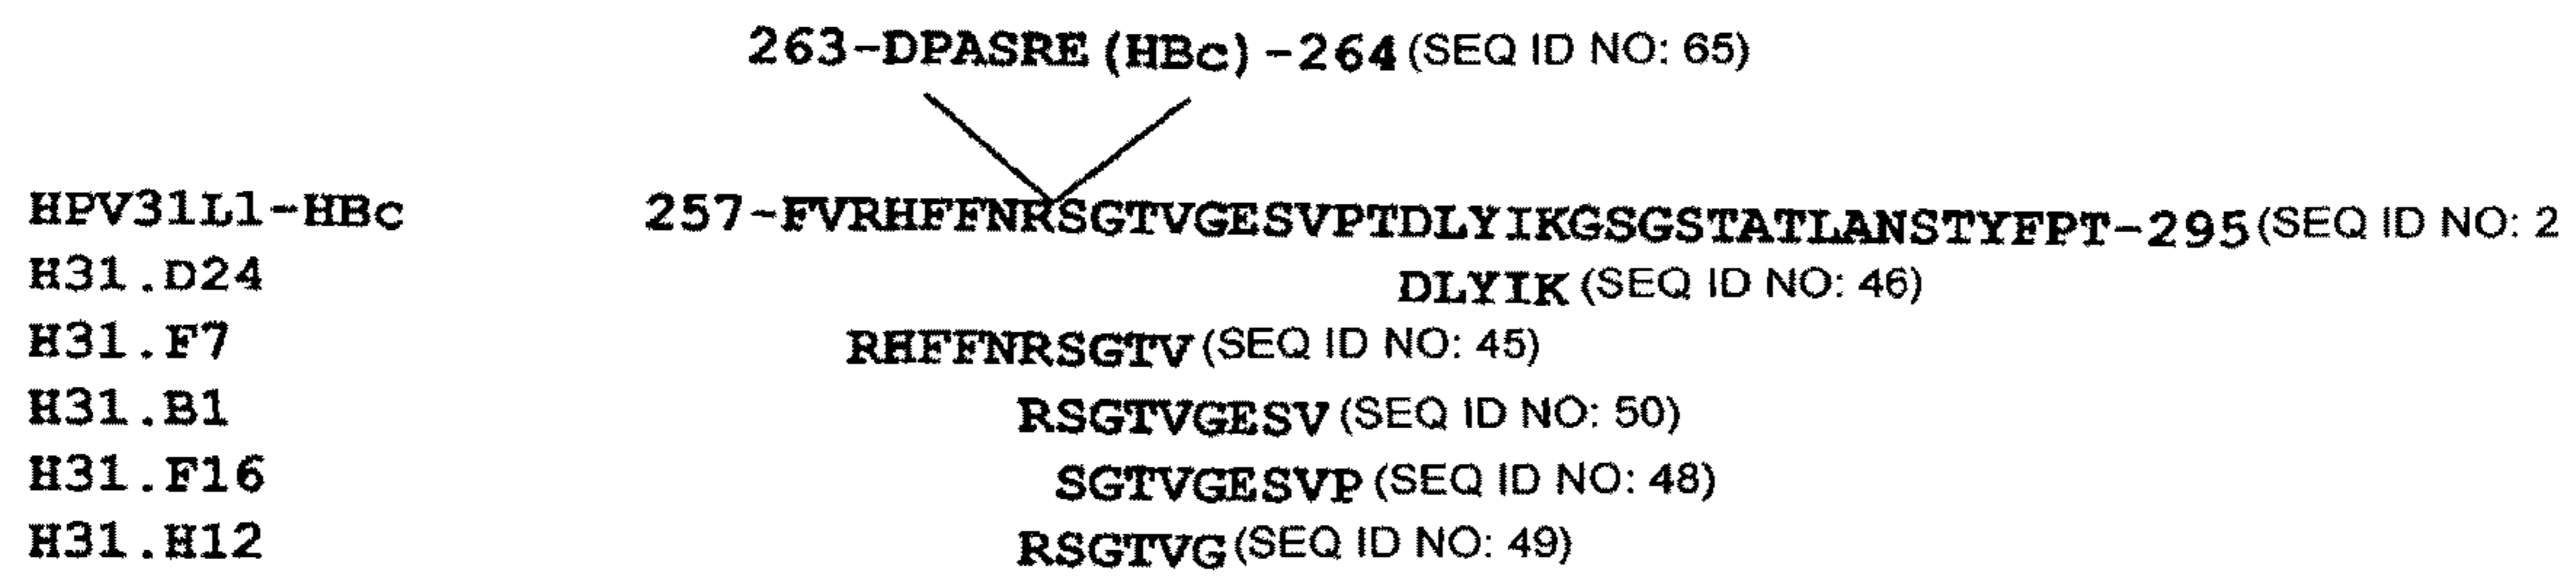 263-DPASRE (HBc) -264 (SEQ ID NO: 65)
HPV31L1-HBc 257-FVRHFFNRSGTVGESVPTDLYIKGSGSTATLANSTYFPT-295 (SEQ ID NO: 2
H31.D24 DLYIK (SEQ ID NO: 46)
H31.F7 RHFFNRSGTV (SEQ ID NO: 45)
H31.B1 RSGTVGESV (SEQ ID NO: 50)
H31.F16 SGTVGESVP (SEQ ID NO: 48)
H31.H12 RSGTVG (SEQ ID NO: 49)